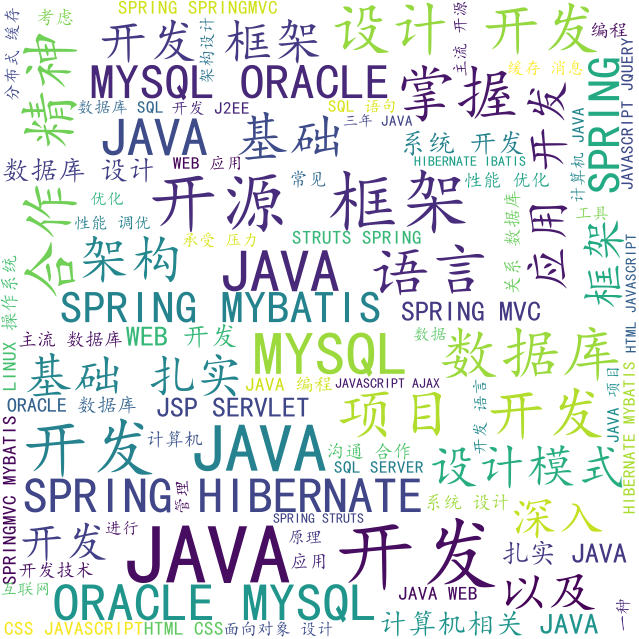 SPRING SPRINGMVC
考虑
分布式 缓存
精神
开发 框架
架构设计
设计 开发
主流 开源
编程
MYSQL ORACLE
掌握
缓存 消息
SPRING
JAVASCRIPT JQUERY
数据库 SQL 开发 J2EE
SQL 语句
三年 JAVA
开发
JAVA 基础
系统 开发
HIBERNATE IBATIS
计算机 JAVA
数据库 设计
WEB 应用
常见
性能 优化
合作
优化
开源 框架
关系 数据库
应用
工具
框架
性能 调优
承受 压力
STRUTS SPRING
架构
JAVA 语言
LINUX 操作系统
SPRING MYBATIS
SPRING MVC
HTML JAVASCRIPT
主流 数据库
WEB 开发
MYSQL
数据
数据库
基础 扎实
JAVA 编程
JAVASCRIPT AJAX
JAVA 项目
ORACLE 数据库
JSP SERVLET
项目 开发
开发 语言
开发 JAVA
计算机
沟通 合作
SQL SERVER
设计模式
HIBERNATE MYBATIS
SPRINGMVC MYBATIS
SPRING HIBERNATE
管理
系统 设计
深入
SPRING STRUTS
开发
进行
JAVA 开发
原理
应用
扎实 JAVA
开发技术
互联网
ORACLE MYSQL
JAVA WEB
以及
一种
CSS JAVASCRIPT
HTML CSS
面向对象 设计
计算机相关 JAVA